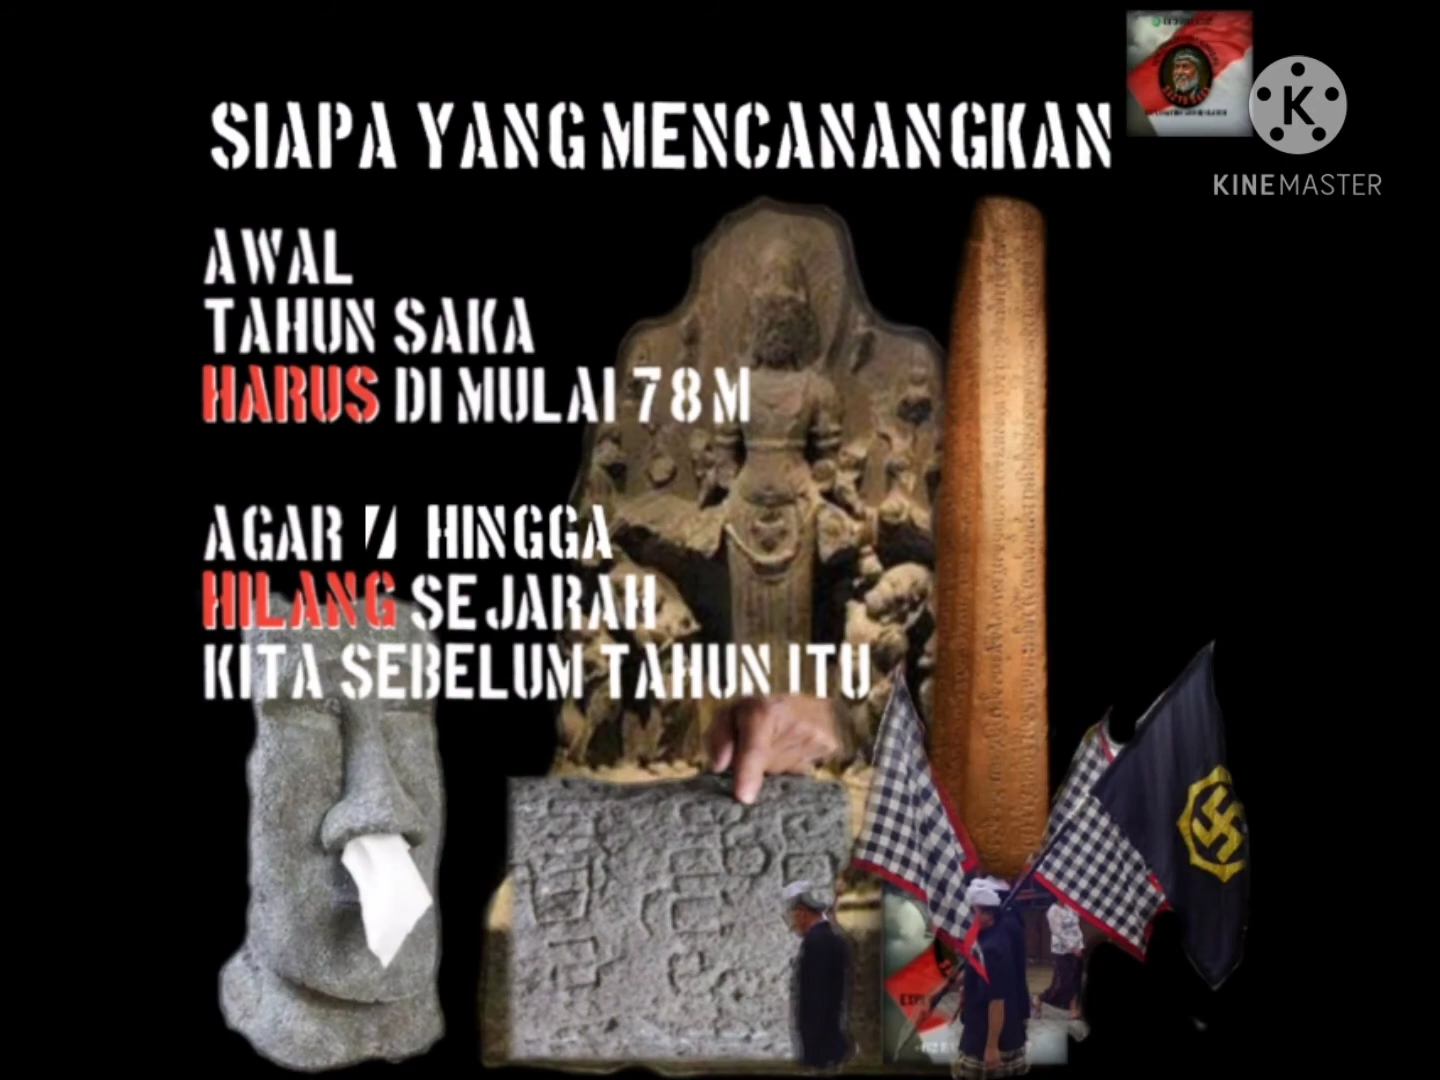 SIAPA YANG MENCANANGKAN
AWAL
TAHUN SAKA
HARUS DI MULAI 78 M
AGAR HINGGA
HILANG SEJARAH
KITA SEBELUM TAHUN ITU
K
KINEMASTER